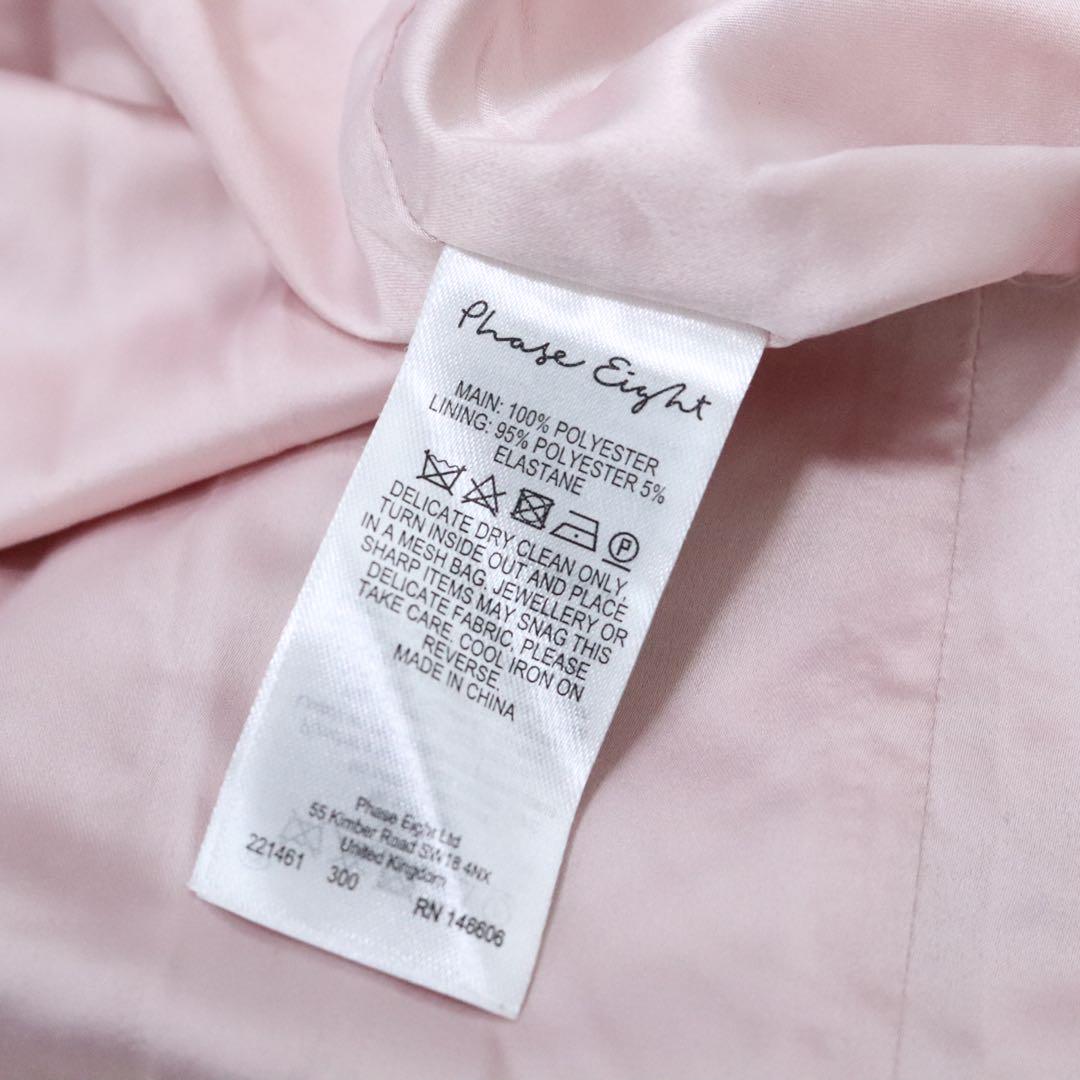 Phase Eight
MAIN: 100% POLYESTER
LINING: 95% POLYESTER 5%
ELASTANE
P
DELICATE DRY CLEAN ONLY.
TURN INSIDE OUT AND PLACE
IN A MESH BAG. JEWELLERY OR
SHARP ITEMS MAY SNAG THIS
DELICATE FABRIC, PLEASE
TAKE CARE. COOL IRON ON
REVERSE.
MADE IN CHINA
Phase Eight Ltd
55 Kimber Road SW18 4NX
United Kingdom
221461 300 RN 146606